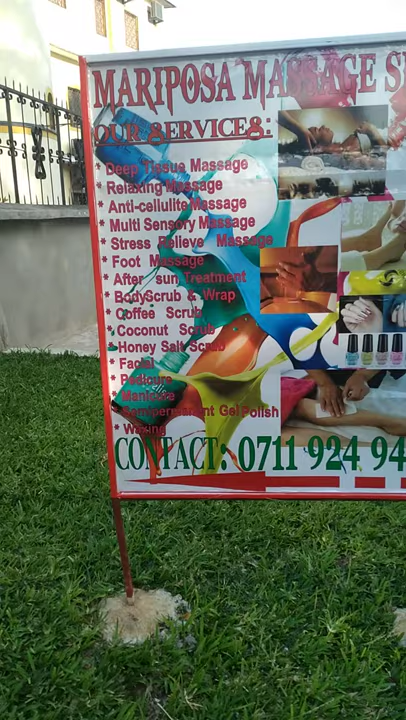 MARIPOSA MASSAGE S
OUR SERVICES:
* Deep Tissue Massage
* Relaxing Massage
* Anti-cellulite Massage
* Multi Sensory Massage
* Stress Relieve Massage
* Foot Massage
* After sun Treatment
* BodyScrub & Wrap
* Coffee Scrub
* Coconut Scrub
* Honey Salt Scrub
* Facial
* Pedicure
* Manicure
* Semipermanent Gel Polish
* Waxing
CONTACT: 0711 924 94